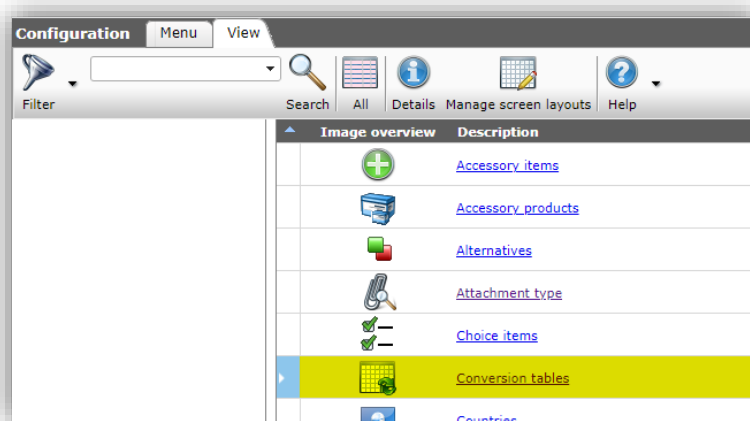 Configuration Menu View
Filter Search All Details Manage screen layouts Help
Image overview Description
Accessory items
Accessory products
Alternatives
Attachment type
Choice items
Conversion tables
Countries